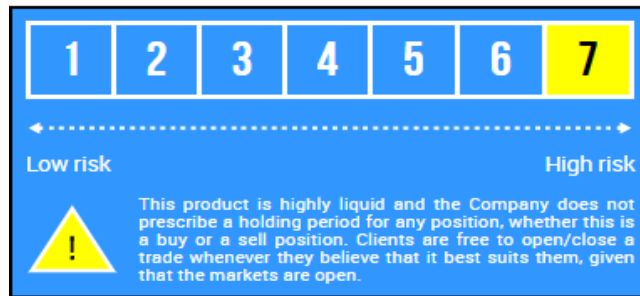 1 2 3 4 5 6 7
Low risk High risk
This product is highly liquid and the Company does not
prescribe a holding period for any position, whether this is
a buy or a sell position. Clients are free to open/close a
trade whenever they believe that it best suits them, given
that the markets are open.
!